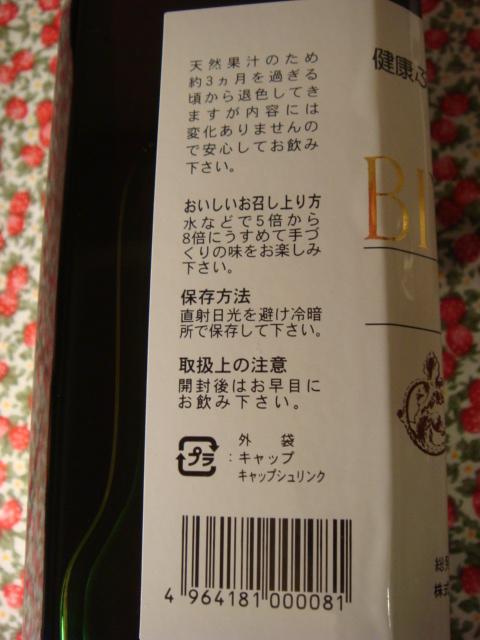 天然果汁のため
約3ヵ月を過ぎる
頃から退色してき
ますが内容には
変化ありませんの
で安心してお飲み
下さい。
おいしいお召し上り方
水などで5倍から
8倍にうすめて手づ
くりの味をお楽しみ
下さい。
保存方法
直射日光を避け冷暗
所で保存して下さい。
取扱上の注意
開封後はお早目に
お飲み下さい。
プラ
外袋
:キャップ
キャップシュリンク
4 964181 000081
健康
BI
株式